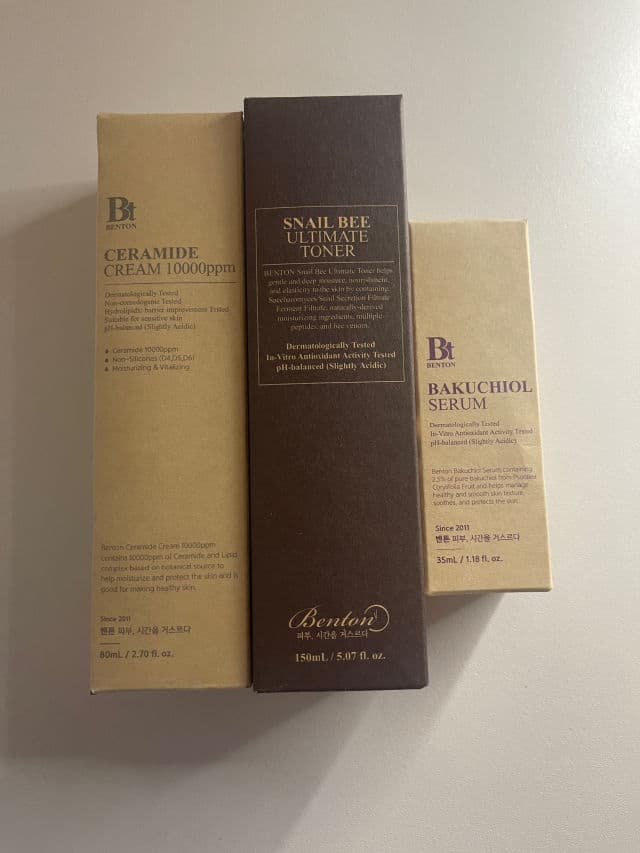 Bt
BENTON
CERAMIDE
CREAM 10000ppm
Dermatologically Tested
Non-comedogenic Tested
Hydrolipidic barrier improvement Tested
Suitable for sensitive skin
pH-balanced (Slightly Acidic)
Ceramide 10000ppm
Non-Silicones (D4,D5,D6)
Moisturizing & Vitalizing
Benton Ceramide Cream 10000ppm
contains 10000ppm of Ceramide and Lipid
complex based on botanical source to
help moisturize and protect the skin and is
good for making healthy skin.
Since 2011
벤튼 피부, 시간을 거스르다
80mL / 2.70 fl. oz.
SNAIL BEE
ULTIMATE
TONER
BENTON Snail Bee Ultimate Toner helps
gentle and deep moisture, nourishment,
and elasticity to the skin by containing
Saccharomyces/Snail Secretion Filtrate
Ferment Filtrate, naturally-derived
moisturizing ingredients, multiple
peptides, and bee venom.
Dermatologically Tested
In-Vitro Antioxidant Activity Tested
pH-balanced (Slightly Acidic)
Benton
피부, 시간을 거스르다
150mL / 5.07 fl. oz.
Bt
BENTON
BAKUCHIOL
SERUM
Dermatologically Tested
In-Vitro Antioxidant Activity Tested
pH-balanced (Slightly Acidic)
Benton Bakuchiol Serum containing
2.5% of pure bakuchiol from Psoralea
Corylifolia Fruit and helps manage
healthy and smooth skin texture,
soothes, and protects the skin.
Since 2011
벤튼 피부, 시간을 거스르다
35mL / 1.18 fl. oz.